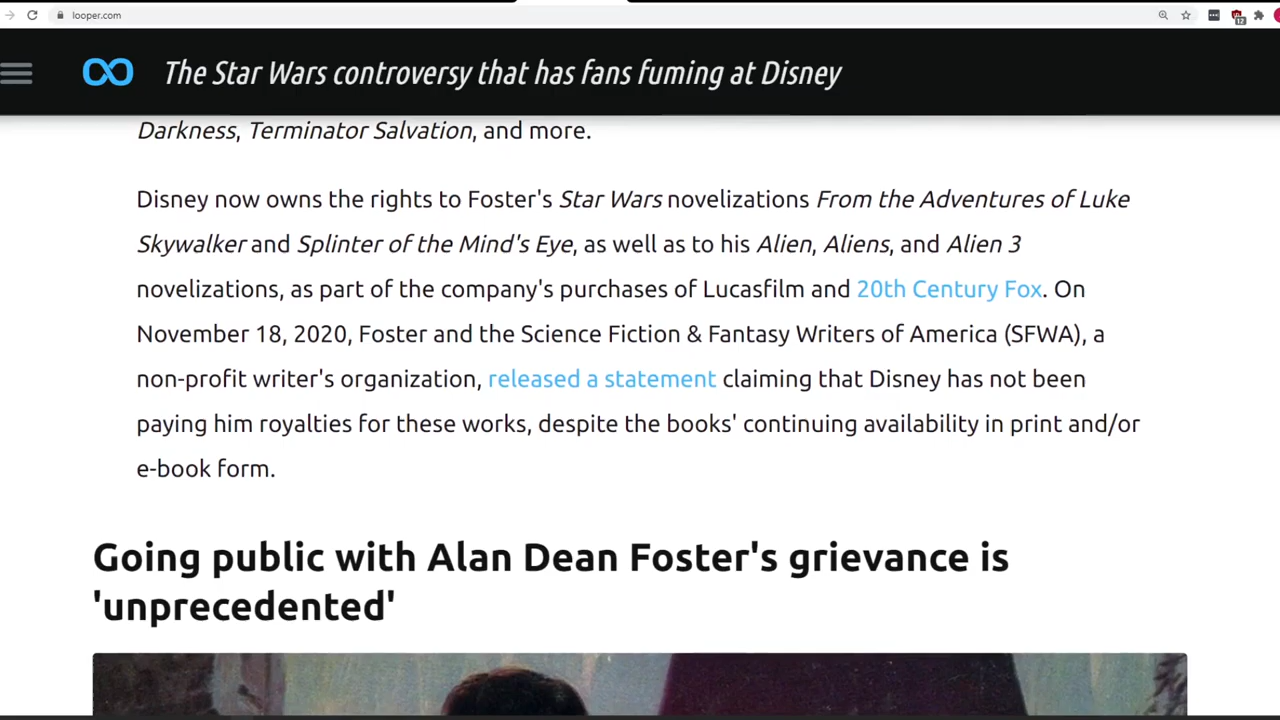 looper.com
12
The Star Wars controversy that has fans fuming at Disney
Darkness, Terminator Salvation, and more.
Disney now owns the rights to Foster's Star Wars novelizations From the Adventures of Luke
Skywalker and Splinter of the Mind's Eye, as well as to his Alien, Aliens, and Alien 3
novelizations, as part of the company's purchases of Lucasfilm and 20th Century Fox. On
November 18, 2020, Foster and the Science Fiction & Fantasy Writers of America (SFWA), a
non-profit writer's organization, released a statement claiming that Disney has not been
paying him royalties for these works, despite the books' continuing availability in print and/or
e-book form.
Going public with Alan Dean Foster's grievance is
'unprecedented'